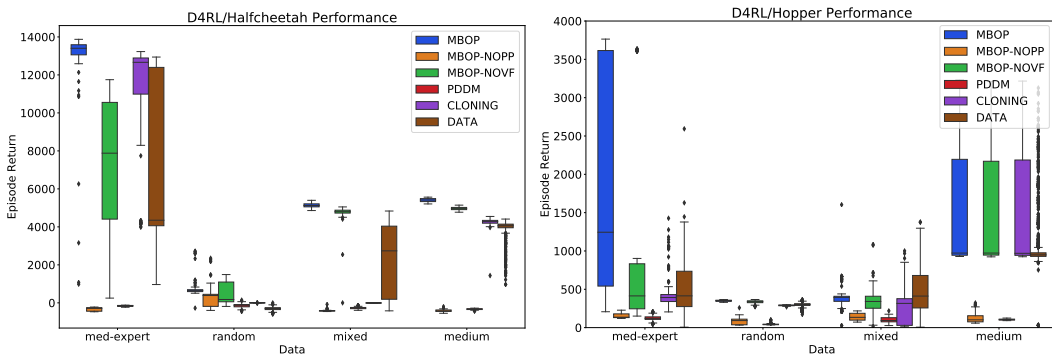 D4RL/Halfcheetah Performance
14000
12000
10000
8000
6000
4000
2000
0
Episode Return
med-expert
random
mixed
medium
Data
MBOP
MBOP-NOPP
MBOP-NOVF
PDDM
CLONING
DATA
D4RL/Hopper Performance
4000
3500
3000
2500
2000
1500
1000
500
0
Episode Return
med-expert
random
mixed
medium
Data
MBOP
MBOP-NOPP
MBOP-NOVF
PDDM
CLONING
DATA